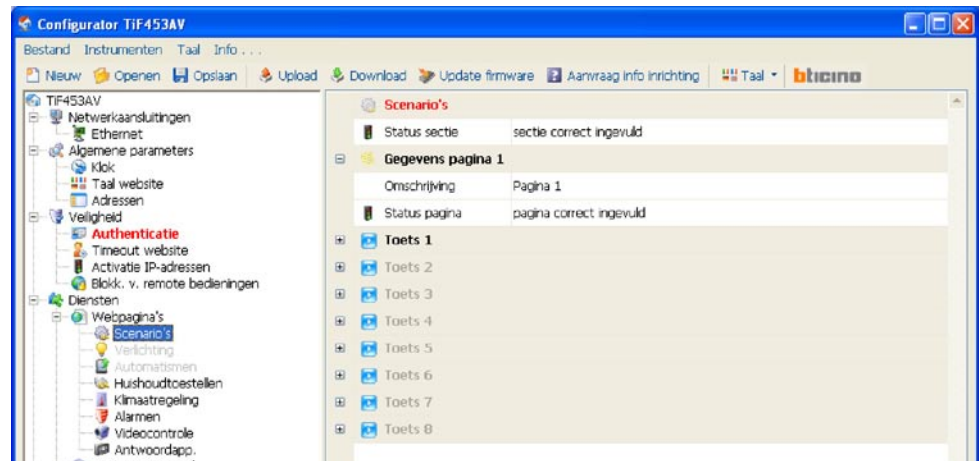 Configurator TiF453AV
Bestand Instrumenten Taal Info . . .
Nieuw Openen Opslaan Upload Download Update firmware Aanvraag info inrichting Taal bticino
TiF453AV
Netwerkaansluitingen
Ethernet
Algemene parameters
Klok
Taal website
Adressen
Veiligheid
Authenticatie
Timeout website
Activatie IP-adressen
Blokk. v. remote bedieningen
Diensten
Webpagina's
Scenario's
Verlichting
Automatismen
Huishoudtoestellen
Klimaatregeling
Alarmen
Videocontrole
Antwoordapp.
Scenario's
Status sectie sectie correct ingevuld
Gegevens pagina 1
Omschrijving Pagina 1
Status pagina pagina correct ingevuld
Toets 1
Toets 2
Toets 3
Toets 4
Toets 5
Toets 6
Toets 7
Toets 8